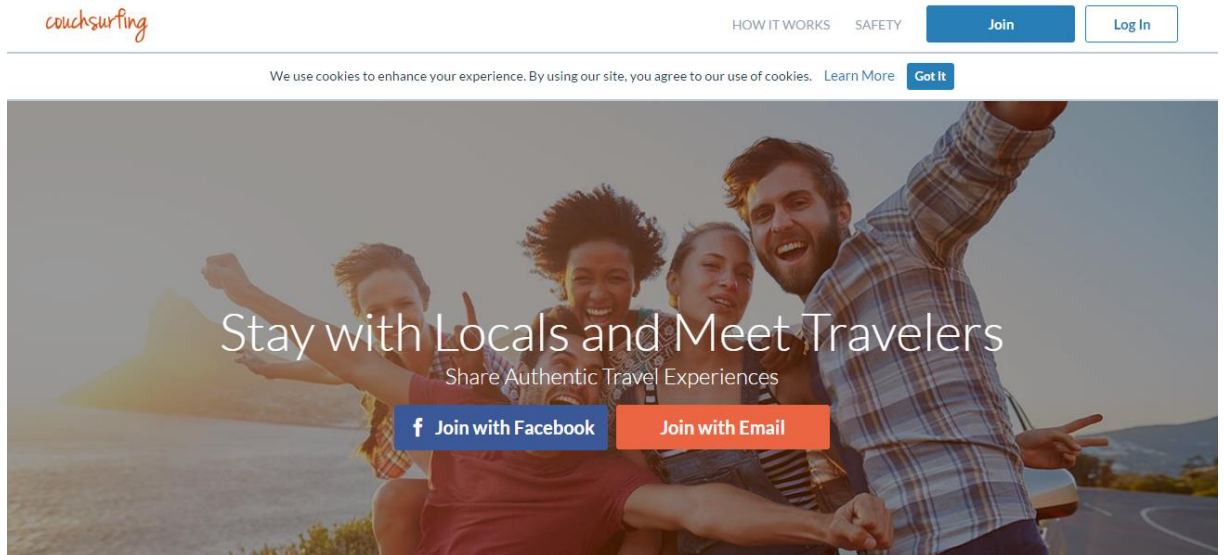 couchsurfing
HOW IT WORKS SAFETY Join Log In
We use cookies to enhance your experience. By using our site, you agree to our use of cookies. Learn More Got It
Stay with Locals and Meet Travelers
Share Authentic Travel Experiences
f Join with Facebook Join with Email